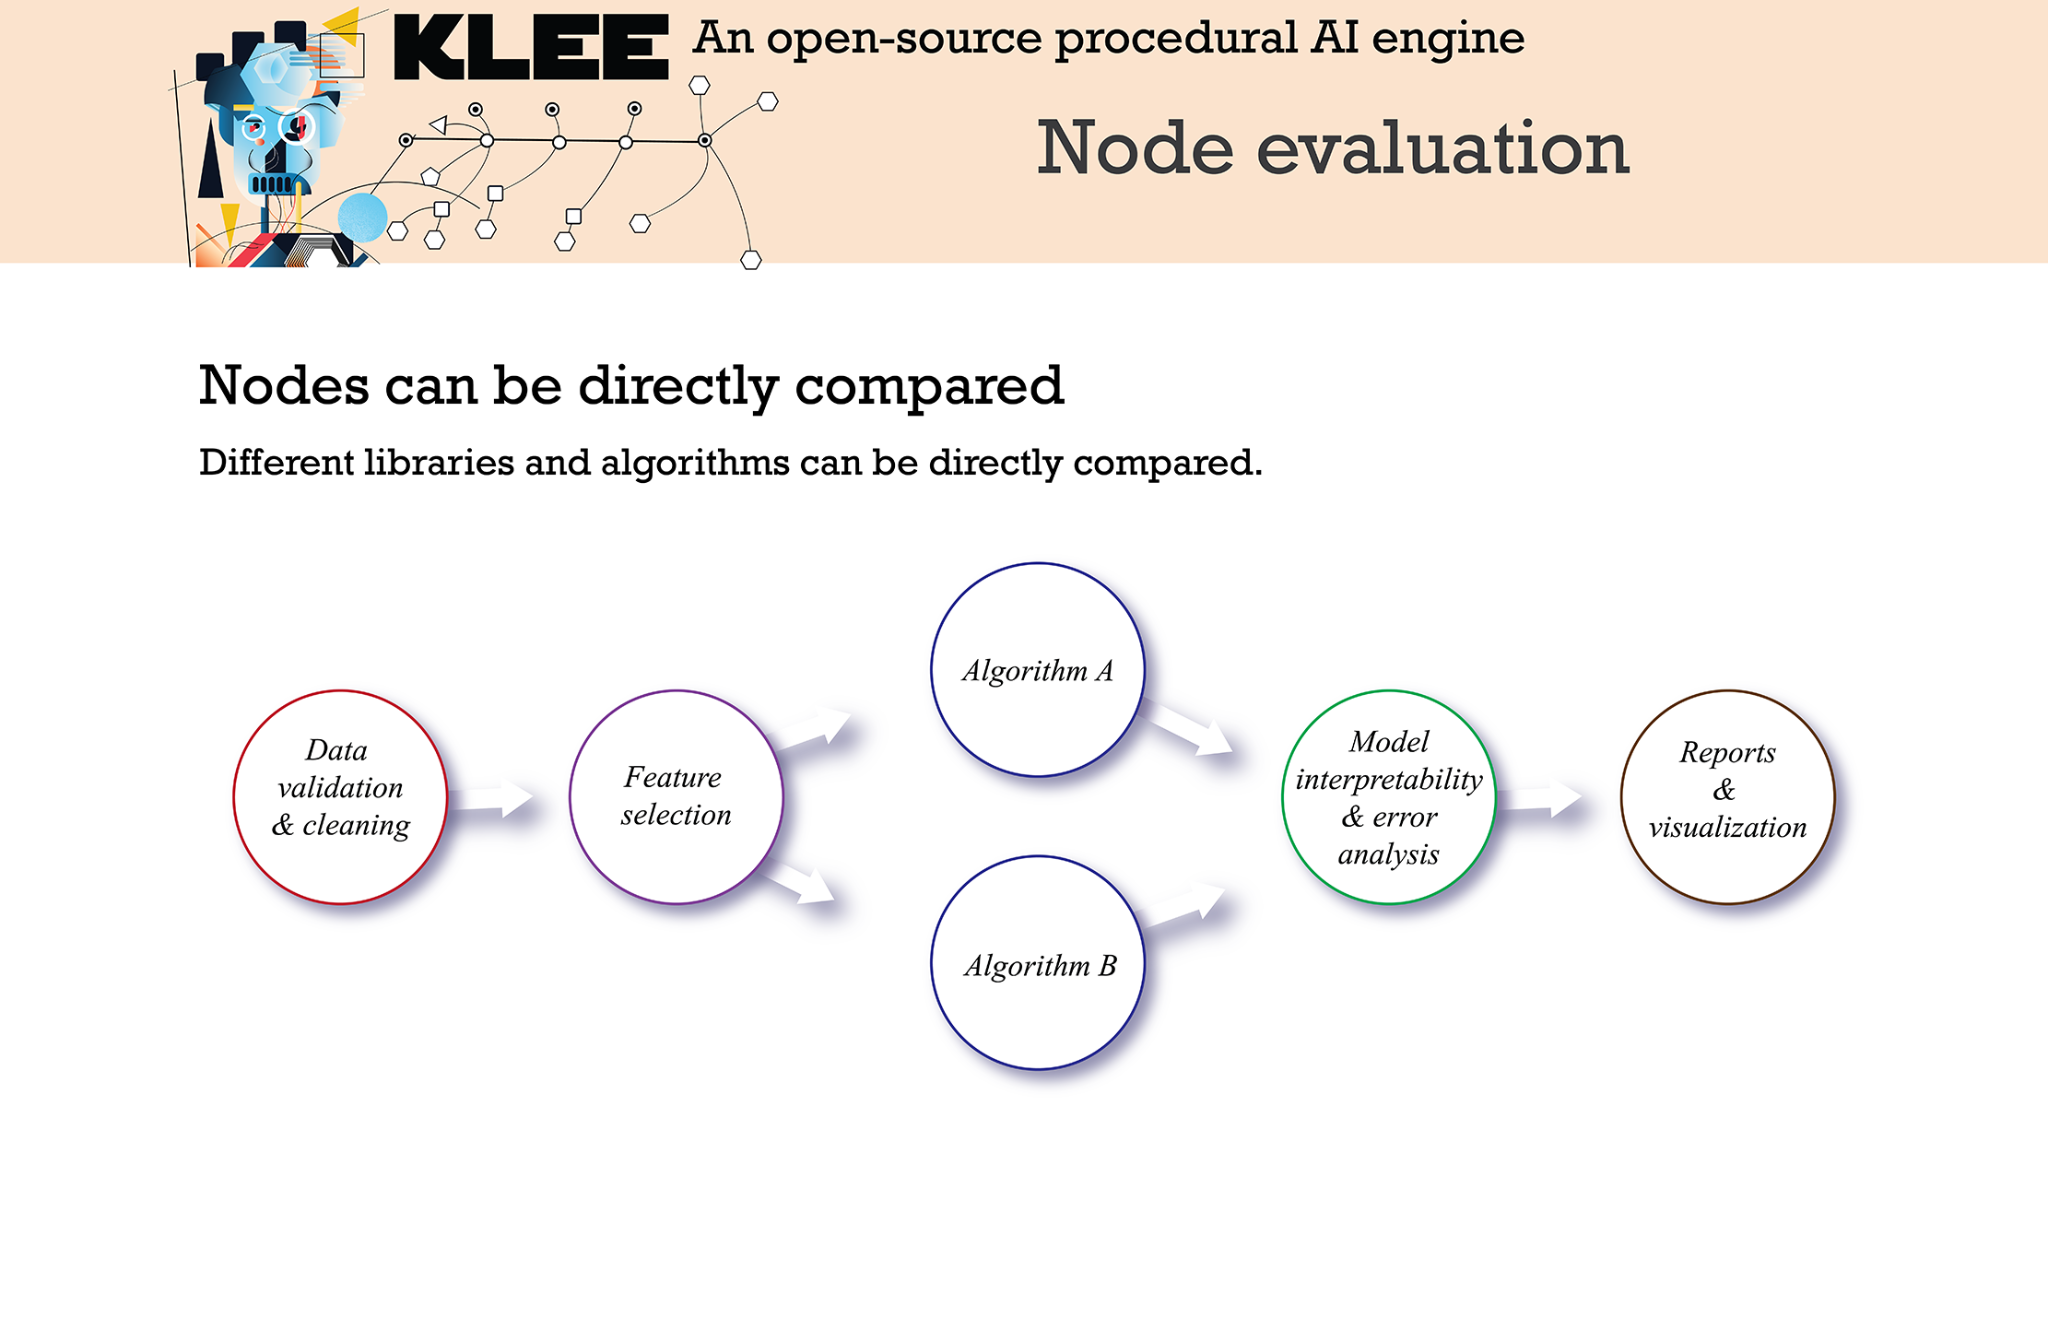 KLEE An open-source procedural AI engine
Node evaluation
Nodes can be directly compared
Different libraries and algorithms can be directly compared.
Data
validation
& cleaning
Feature
selection
Algorithm A
Algorithm B
Model
interpretability
& error
analysis
Reports
&
visualization